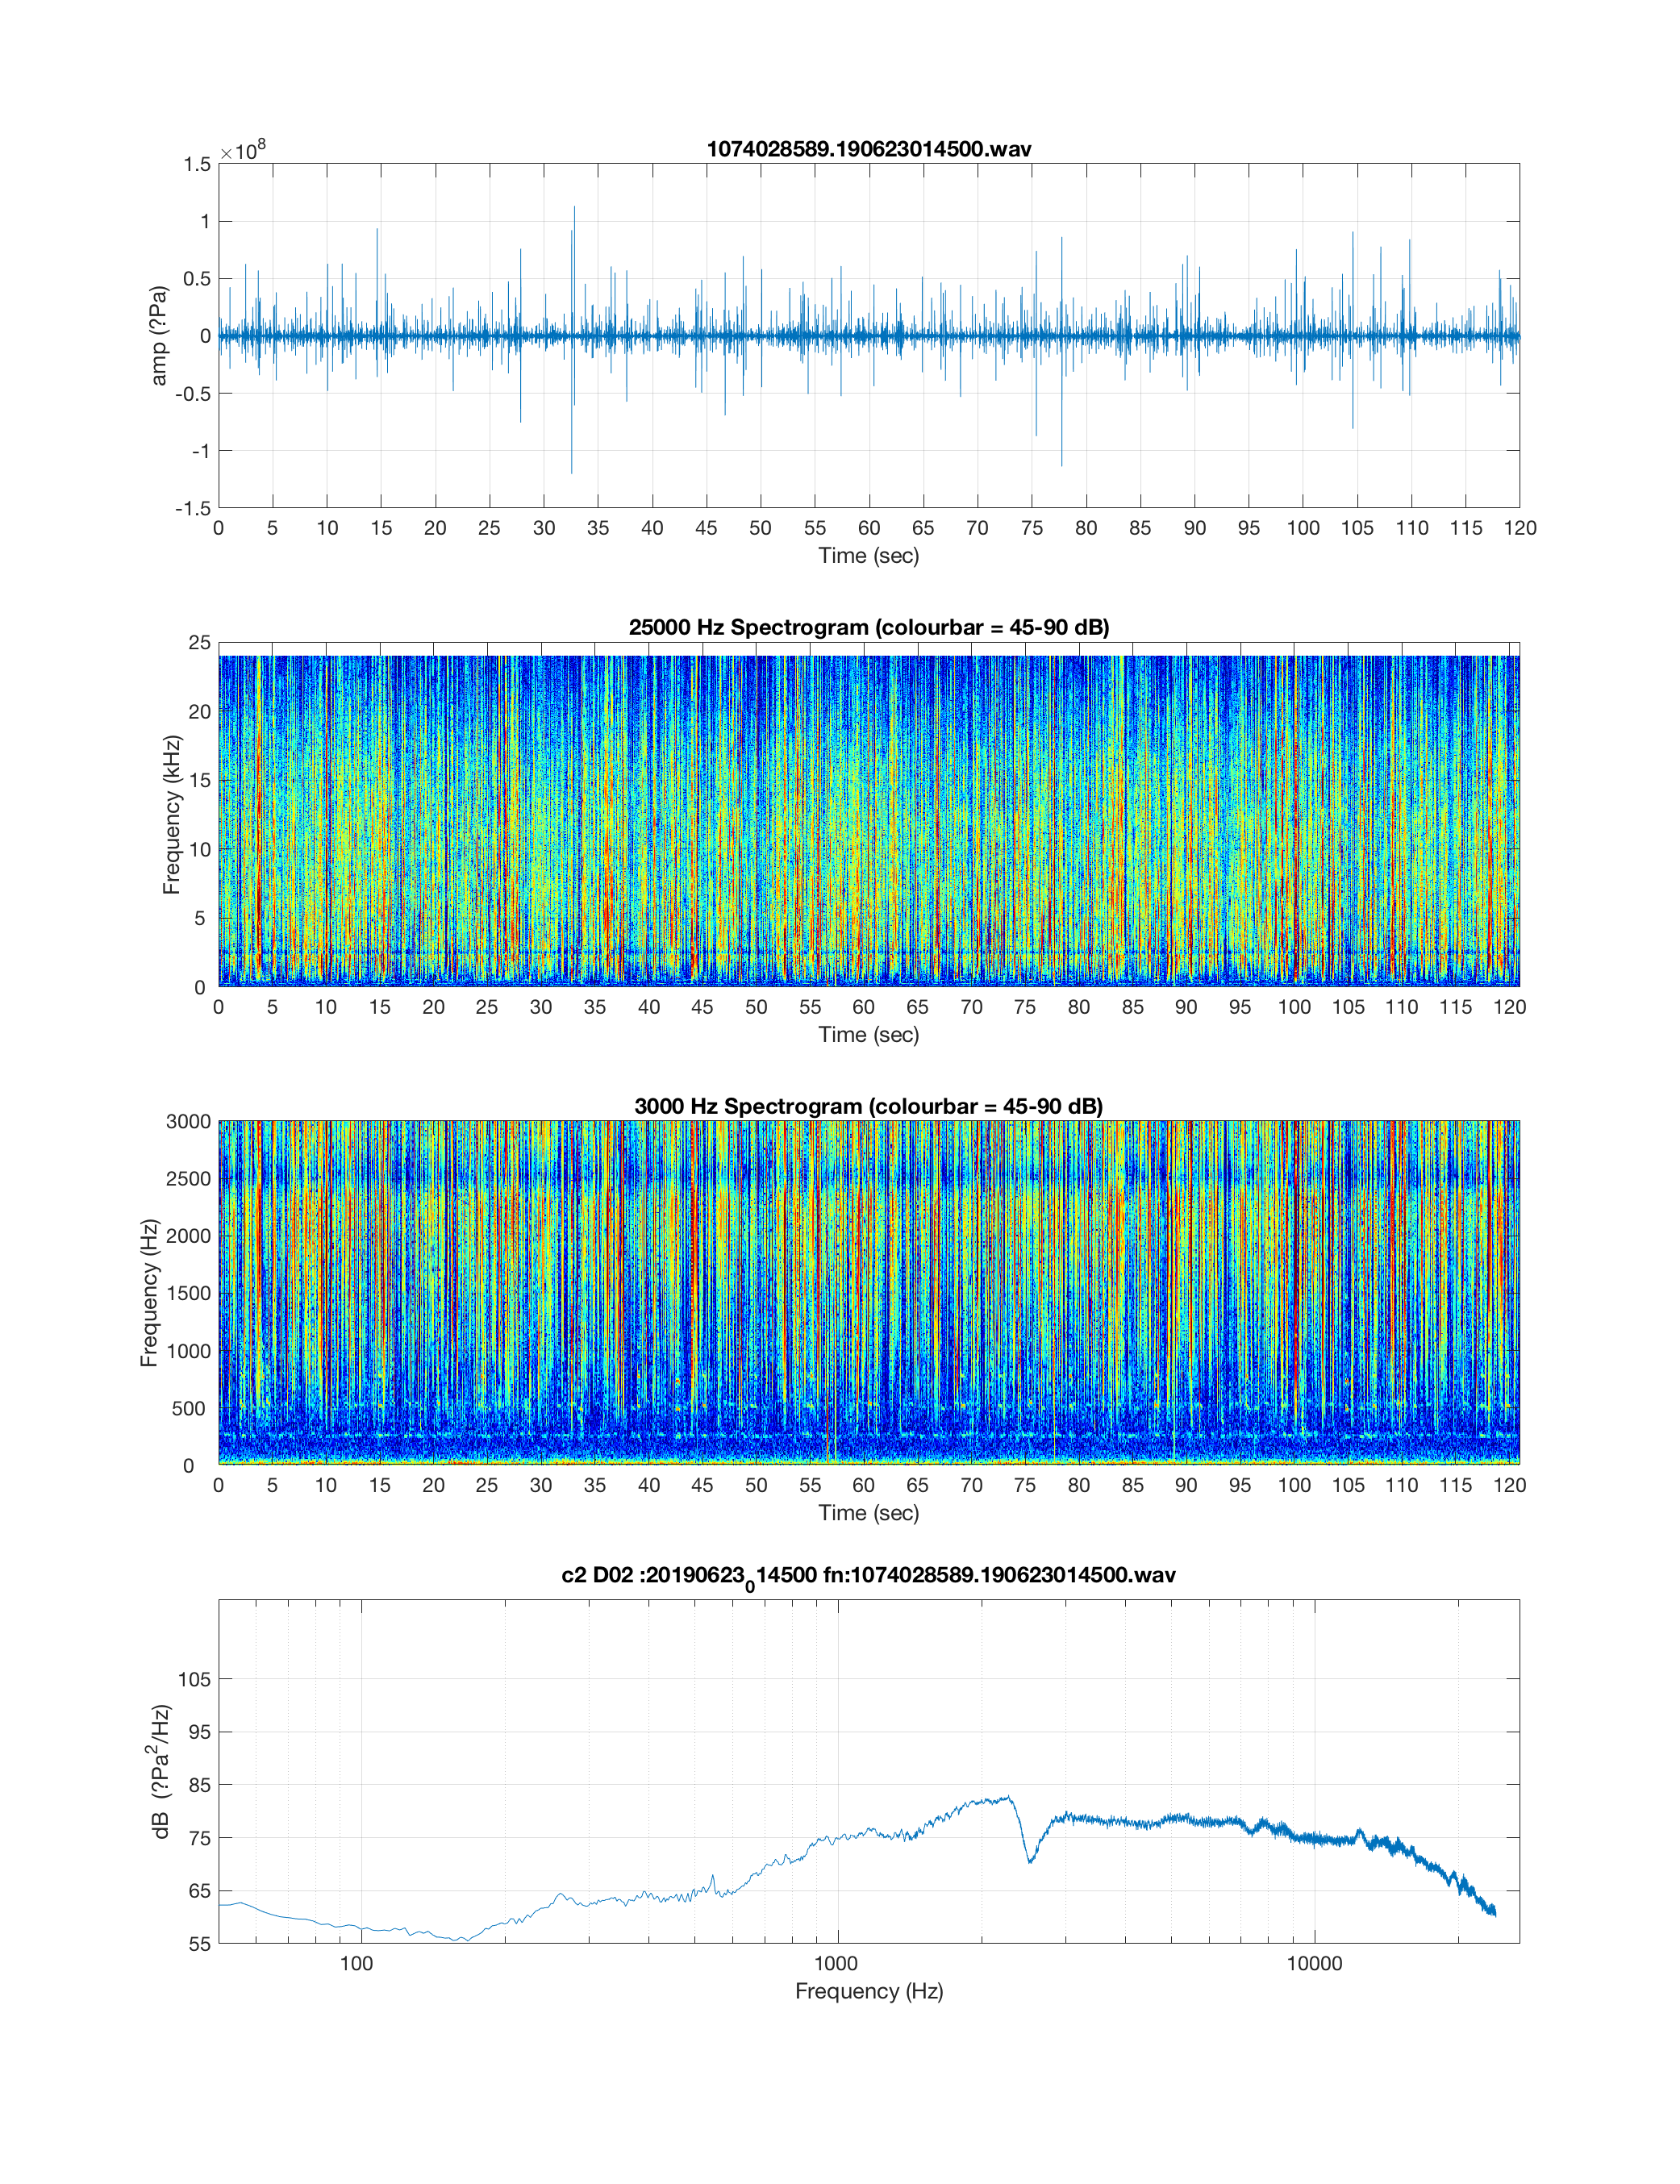 1074028589.190623014500.wav
×10⁸
1.5
1
0.5
0
-0.5
-1
-1.5
amp (?Pa)
0 5 10 15 20 25 30 35 40 45 50 55 60 65 70 75 80 85 90 95 100 105 110 115 120
Time (sec)
25000 Hz Spectrogram (colourbar = 45-90 dB)
25
20
15
10
5
0
Frequency (kHz)
0 5 10 15 20 25 30 35 40 45 50 55 60 65 70 75 80 85 90 95 100 105 110 115 120
Time (sec)
3000 Hz Spectrogram (colourbar = 45-90 dB)
3000
2500
2000
1500
1000
500
0
Frequency (Hz)
0 5 10 15 20 25 30 35 40 45 50 55 60 65 70 75 80 85 90 95 100 105 110 115 120
Time (sec)
c2 D02 :20190623₀14500 fn:1074028589.190623014500.wav
105
95
85
75
65
55
dB (?Pa²/Hz)
100 1000 10000
Frequency (Hz)